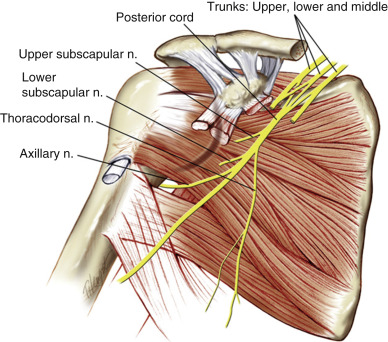 Trunks: Upper, lower and middle
Posterior cord
Upper subscapular n.
Lower
subscapular n.
Thoracodorsal n.
Axillary n.